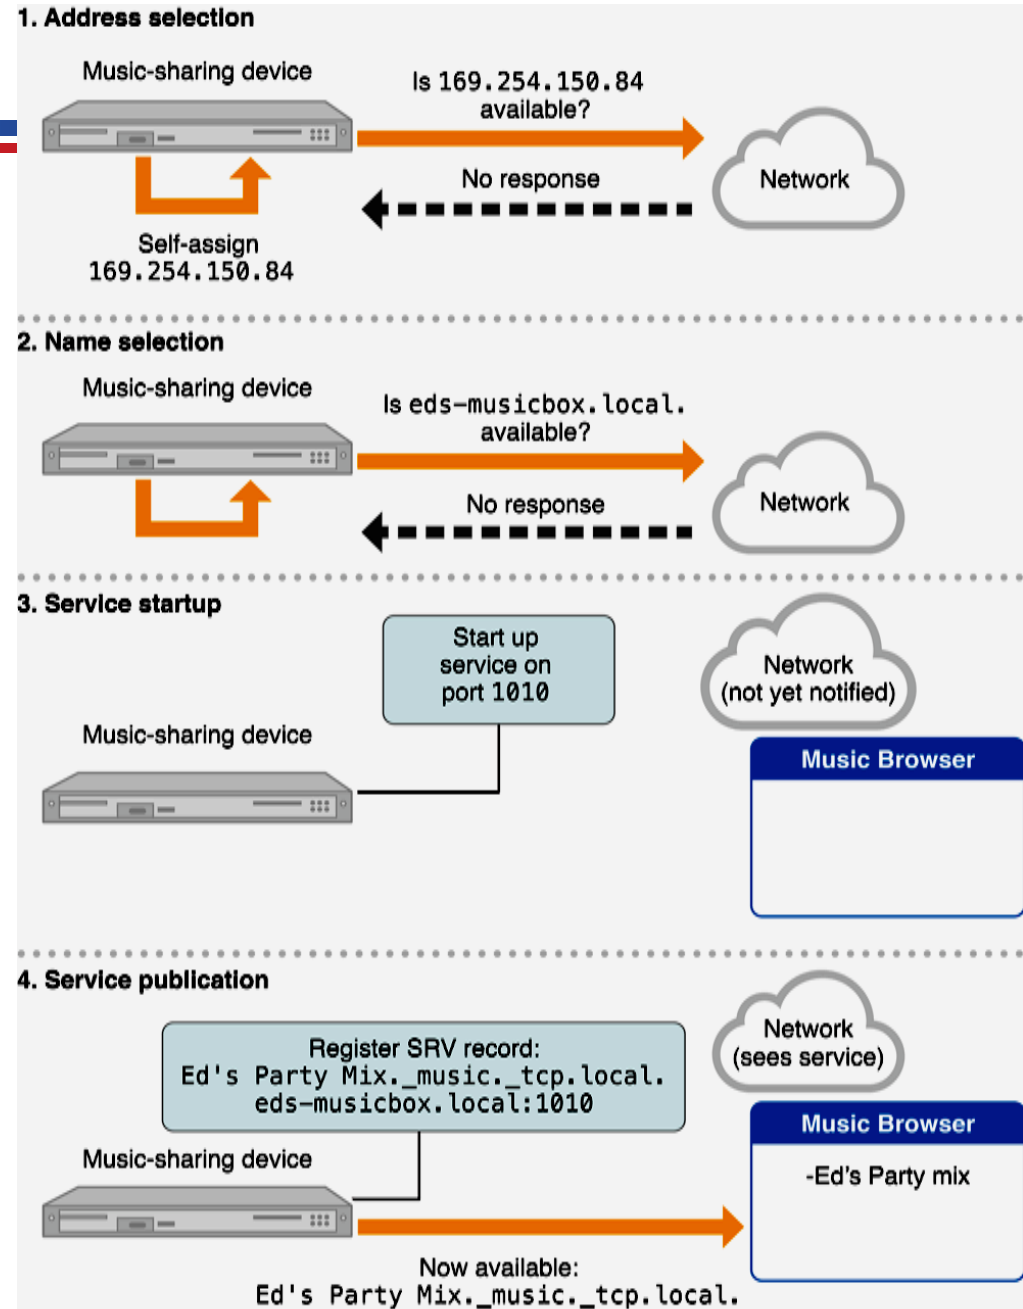 1. Address selection
Music-sharing device
Is 169.254.150.84
available?
No response
Network
Self-assign
169.254.150.84
2. Name selection
Music-sharing device
Is eds-musicbox.local.
available?
No response
Network
3. Service startup
Start up
service on
port 1010
Network
(not yet notified)
Music-sharing device
Music Browser
4. Service publication
Network
(sees service)
Register SRV record:
Ed's Party Mix._music._tcp.local.
eds-musicbox.local:1010
Music-sharing device
Music Browser
-Ed's Party mix
Now available:
Ed's Party Mix._music._tcp.local.